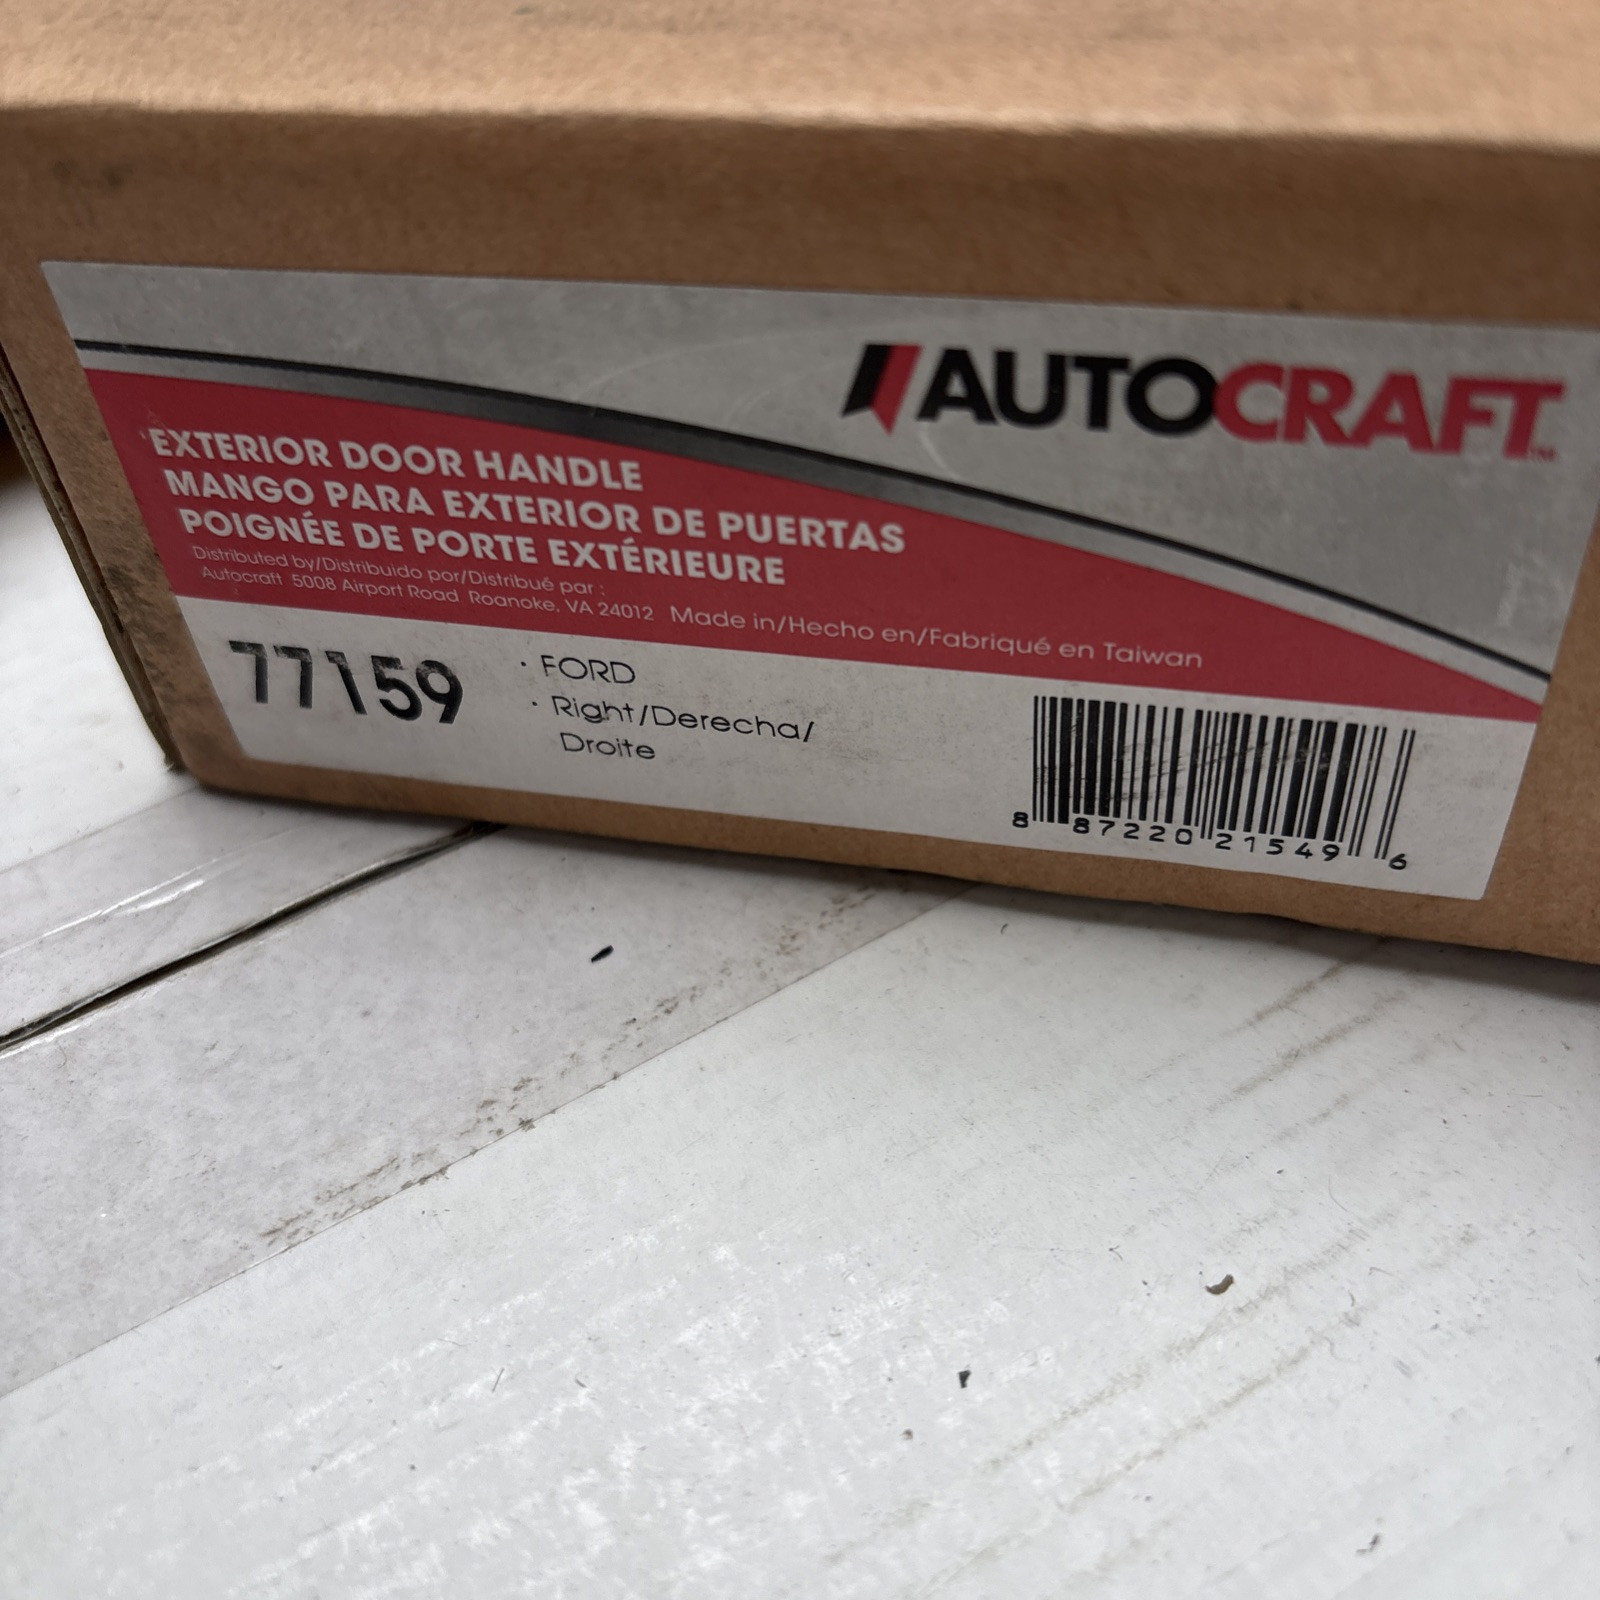 AUTOCRAFT™
EXTERIOR DOOR HANDLE
MANGO PARA EXTERIOR DE PUERTAS
POIGNÉE DE PORTE EXTÉRIEURE
Distributed by/Distribuido por/Distribué par :
Autocraft 5008 Airport Road Roanoke, VA 24012 Made in/Hecho en/Fabriqué en Taiwan
77159
· FORD
· Right/Derecha/
Droite
8 87220 21549 6